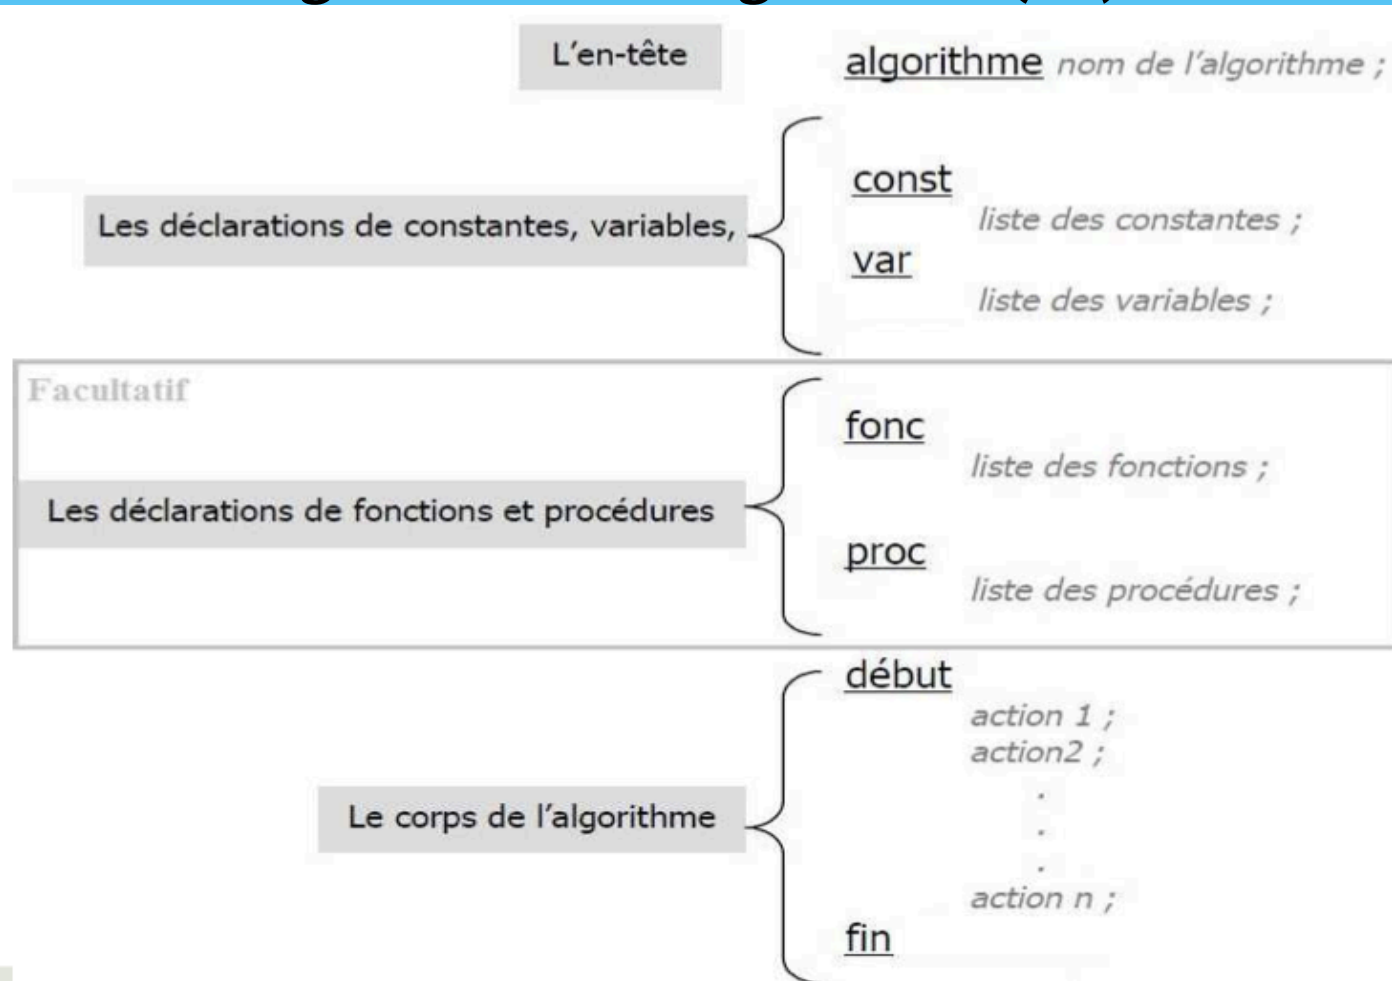 L'en-tête
algorithme nom de l'algorithme ;
Les déclarations de constantes, variables,
const
liste des constantes ;
var
liste des variables ;
Facultatif
Les déclarations de fonctions et procédures
fonc
liste des fonctions ;
proc
liste des procédures ;
Le corps de l'algorithme
début
action 1 ;
action2 ;
.
.
.
action n ;
fin